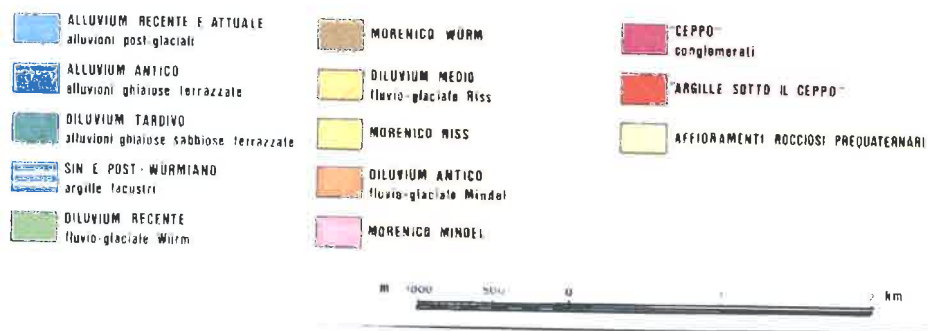 ALLUVIUM RECENTE E ATTUALE
alluvioni post-glaciali
ALLUVIUM ANTICO
alluvioni ghiaiose terrazzate
DILUVIUM TARDIVO
alluvioni ghiaiose sabbiose terrazzate
SIN E POST-WÜRMIANO
argille lacustri
DILUVIUM RECENTE
fluvio-glaciale Würm
MORENICO WÜRM
DILUVIUM MEDIO
fluvio-glaciale Riss
MORENICO RISS
DILUVIUM ANTICO
fluvio-glaciale Mindel
MORENICO MINDEL
"CEPPO"
conglomerati
"ARGILLE SOTTO IL CEPPO"
AFFIORAMENTI ROCCIOSI PREQUATERNARI
m 1000 500 0 1 2 km